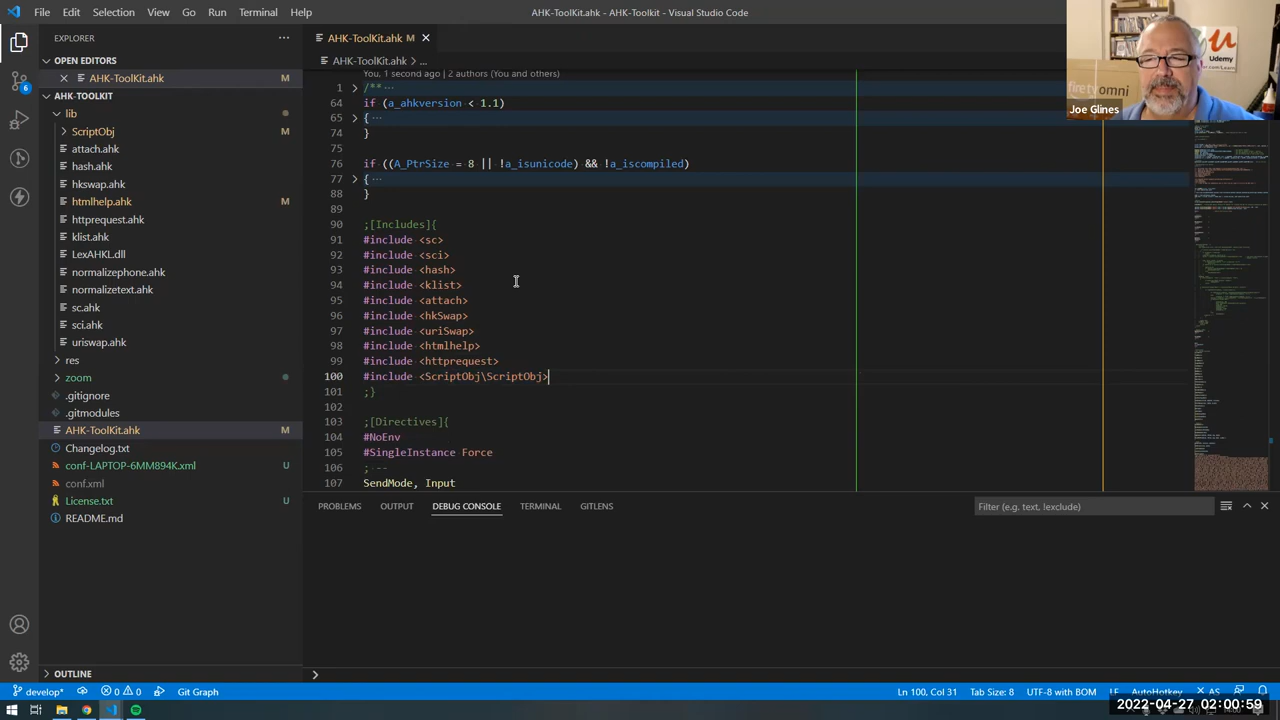 File Edit Selection View Go Run Terminal Help
AHK-ToolKit.ahk - AHK-Toolkit - Visual Studio Code
EXPLORER
OPEN EDITORS
AHK-ToolKit.ahk M
AHK-TOOLKIT
lib
ScriptObj M
attach.ahk
hash.ahk
hkswap.ahk
htmlhelp.ahk M
httprequest.ahk
klist.ahk
LexAHKL.dll
normalizephone.ahk
normalizetext.ahk
sc.ahk
sci.ahk
uriswap.ahk
res
zoom
.gitignore
.gitmodules
AHK-ToolKit.ahk M
Changelog.txt
conf-LAPTOP-6MM894K.xml U
conf.xml
License.txt U
README.md
OUTLINE
6
AHK-ToolKit.ahk M
AHK-ToolKit.ahk > ...
You, 1 second ago | 2 authors (You and others)
1 /** ···
64 if (a_ahkversion < 1.1)
65 { ···
74 }
75
76 if ((A_PtrSize = 8 || !a_isunicode) && !a_iscompiled)
77 { ···
88 }
89
90 ;[Includes]{
91 #include <sc>
92 #include <sci>
93 #include <hash>
94 #include <klist>
95 #include <attach>
96 #include <hkSwap>
97 #include <uriSwap>
98 #include <htmlhelp>
99 #include <httprequest>
100 #include <ScriptObj\ScriptObj>
101 ;}
102
103 ;[Directives]{
104 #NoEnv
105 #SingleInstance Force
106 ; --
107 SendMode, Input
PROBLEMS OUTPUT DEBUG CONSOLE TERMINAL GITLENS
Filter (e.g. text, !exclude)
Udemy
Joe Glines
develop* 0 0 Git Graph
Ln 100, Col 31 Tab Size: 8 UTF-8 with BOM LF AutoHotkey AS
2022-04-27 02:00:59